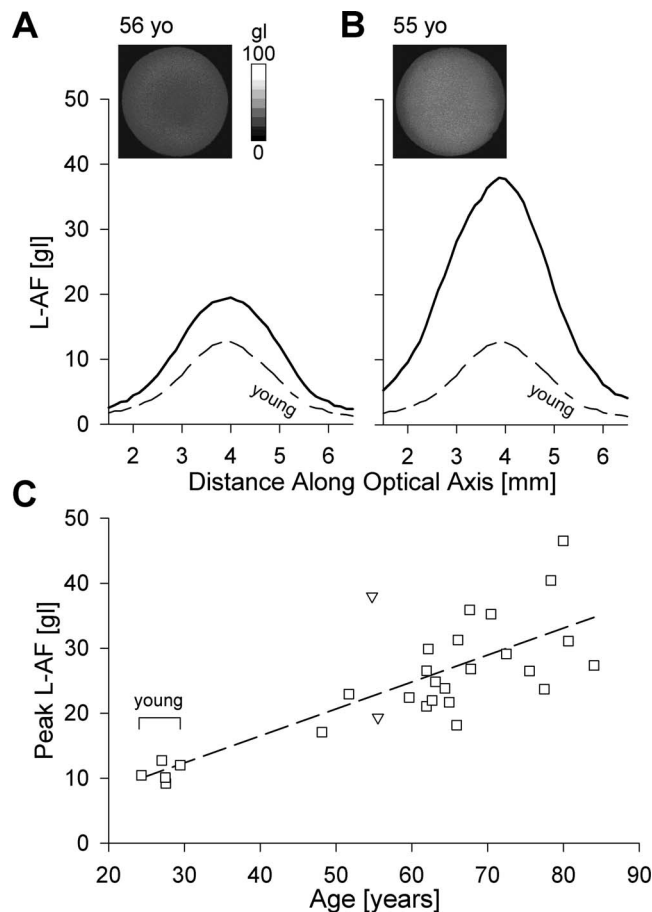 A
56 yo
gl
100
0
B
55 yo
50
40
30
20
10
0
L-AF [gl]
young
young
2 3 4 5 6
2 3 4 5 6
Distance Along Optical Axis [mm]
C
50
40
30
20
10
0
Peak L-AF [gl]
young
20 30 40 50 60 70 80 90
Age [years]